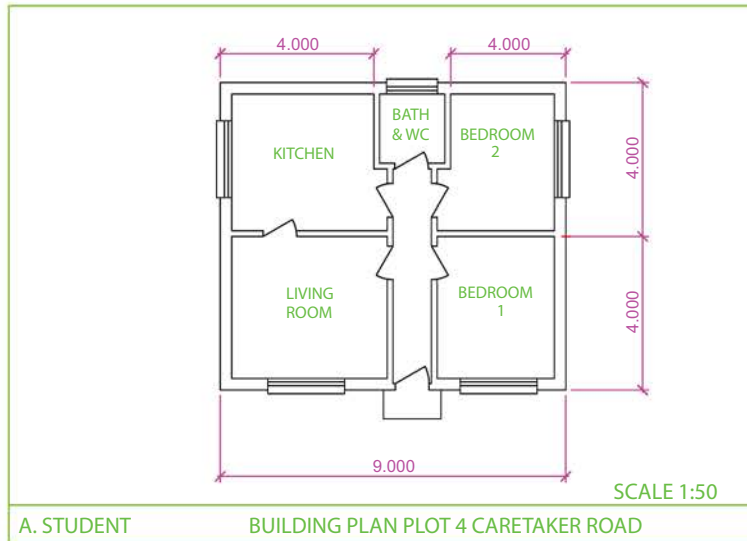 4.000
4.000
BATH
& WC
KITCHEN
BEDROOM
2
4.000
LIVING
ROOM
BEDROOM
1
4.000
9.000
SCALE 1:50
A. STUDENT
BUILDING PLAN PLOT 4 CARETAKER ROAD